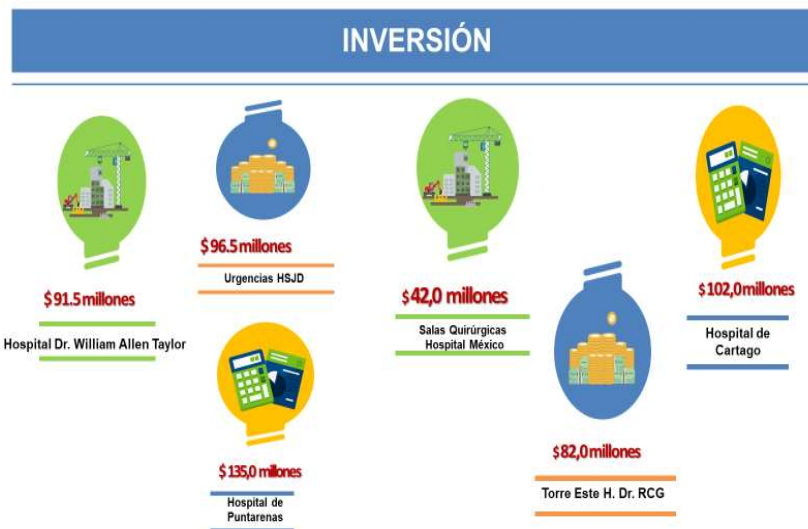 INVERSIÓN
$ 91.5 millones
Hospital Dr. William Allen Taylor
$ 96.5 millones
Urgencias HSJD
$ 135,0 millones
Hospital de
Puntarenas
$ 42,0 millones
Salas Quirúrgicas
Hospital México
$ 82,0 millones
Torre Este H. Dr. RCG
$ 102,0 millones
Hospital de
Cartago